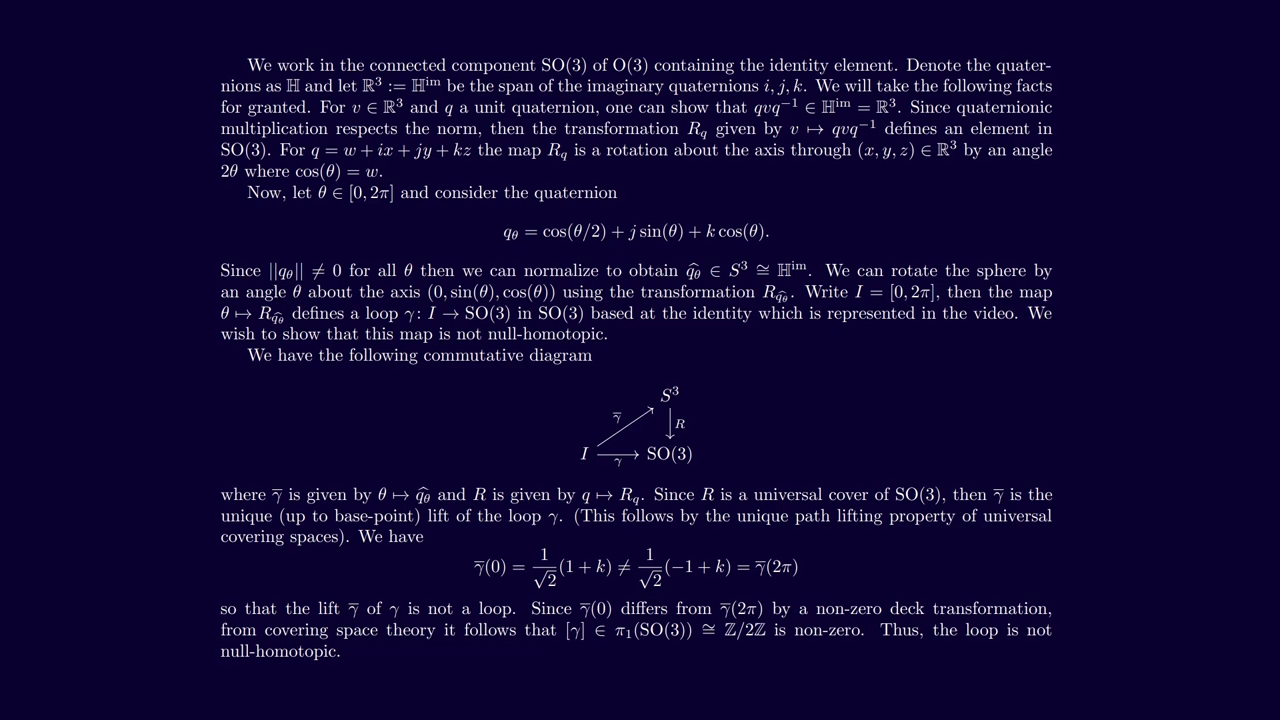 We work in the connected component SO(3) of O(3) containing the identity element. Denote the quater-
nions as ℍ and let ℝ³ := ℍⁱᵐ be the span of the imaginary quaternions i, j, k. We will take the following facts
for granted. For v ∈ ℝ³ and q a unit quaternion, one can show that qvq⁻¹ ∈ ℍⁱᵐ = ℝ³. Since quaternionic
multiplication respects the norm, then the transformation R_q given by v ↦ qvq⁻¹ defines an element in
SO(3). For q = w + ix + jy + kz the map R_q is a rotation about the axis through (x, y, z) ∈ ℝ³ by an angle
2θ where cos(θ) = w.
Now, let θ ∈ [0, 2π] and consider the quaternion
q_θ = cos(θ/2) + j sin(θ) + k cos(θ).
Since ||q_θ|| ≠ 0 for all θ then we can normalize to obtain q̂_θ ∈ S³ ≅ ℍⁱᵐ. We can rotate the sphere by
an angle θ about the axis (0, sin(θ), cos(θ)) using the transformation R_q̂_θ. Write I = [0, 2π], then the map
θ ↦ R_q̂_θ defines a loop γ: I → SO(3) in SO(3) based at the identity which is represented in the video. We
wish to show that this map is not null-homotopic.
We have the following commutative diagram
S³
γ̅
R
I
γ
SO(3)
where γ̅ is given by θ ↦ q̂_θ and R is given by q ↦ R_q. Since R is a universal cover of SO(3), then γ̅ is the
unique (up to base-point) lift of the loop γ. (This follows by the unique path lifting property of universal
covering spaces). We have
γ̅(0) = 1/√2 (1 + k) ≠ 1/√2 (−1 + k) = γ̅(2π)
so that the lift γ̅ of γ is not a loop. Since γ̅(0) differs from γ̅(2π) by a non-zero deck transformation,
from covering space theory it follows that [γ] ∈ π₁(SO(3)) ≅ ℤ/2ℤ is non-zero. Thus, the loop is not
null-homotopic.